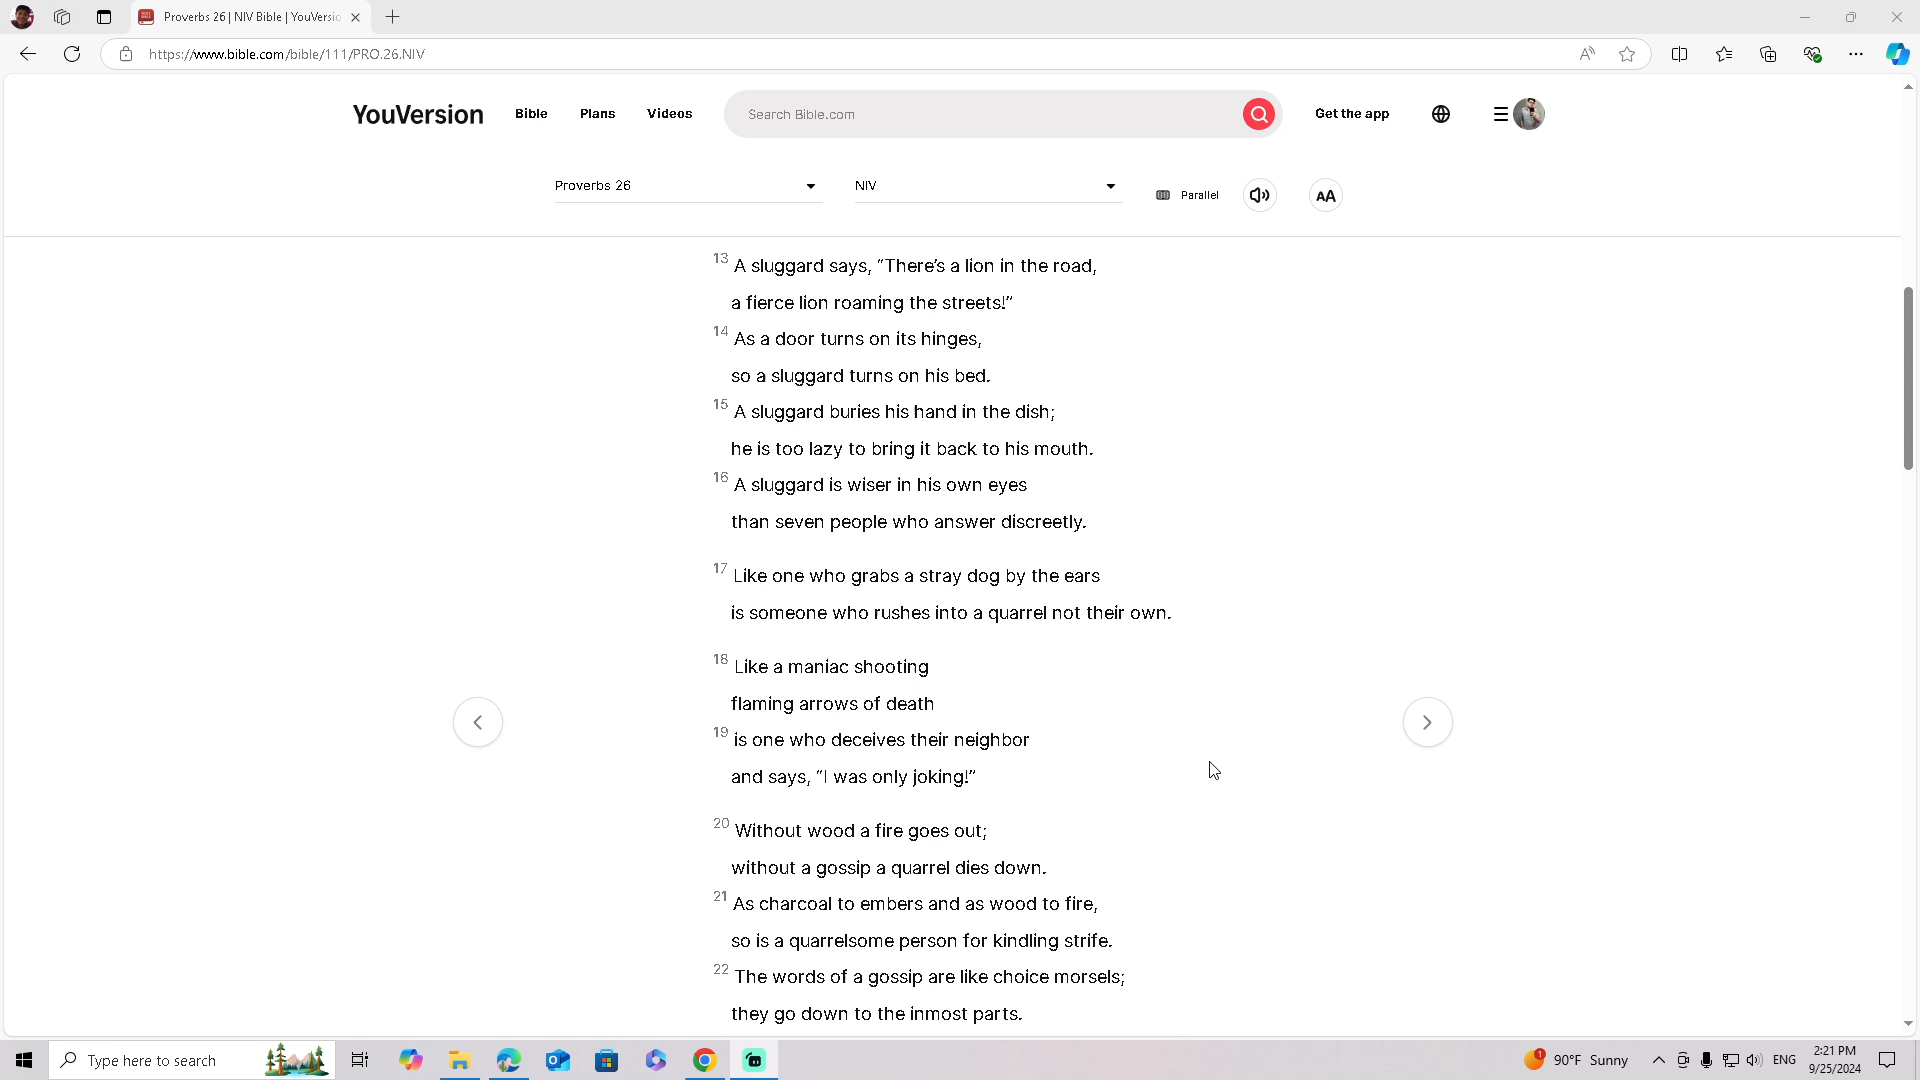 Proverbs 26 | NIV Bible | YouVersio
https://www.bible.com/bible/111/PRO.26.NIV
YouVersion Bible Plans Videos Search Bible.com Get the app
Proverbs 26 NIV Parallel AA
13 A sluggard says, “There’s a lion in the road,
a fierce lion roaming the streets!”
14 As a door turns on its hinges,
so a sluggard turns on his bed.
15 A sluggard buries his hand in the dish;
he is too lazy to bring it back to his mouth.
16 A sluggard is wiser in his own eyes
than seven people who answer discreetly.
17 Like one who grabs a stray dog by the ears
is someone who rushes into a quarrel not their own.
18 Like a maniac shooting
flaming arrows of death
19 is one who deceives their neighbor
and says, “I was only joking!”
20 Without wood a fire goes out;
without a gossip a quarrel dies down.
21 As charcoal to embers and as wood to fire,
so is a quarrelsome person for kindling strife.
22 The words of a gossip are like choice morsels;
they go down to the inmost parts.
Type here to search 1 90°F Sunny ENG 2:21 PM
9/25/2024